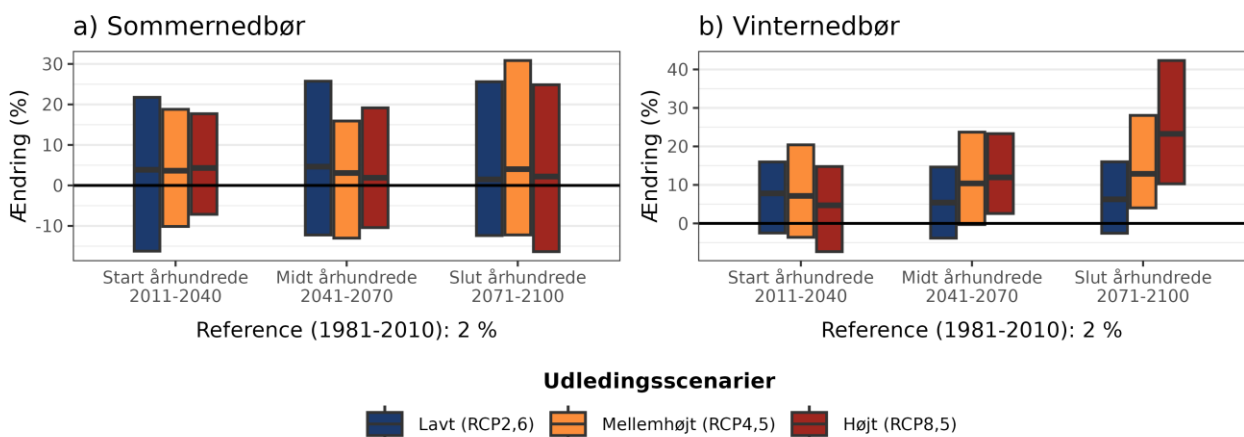 a) Sommernedbør
b) Vinternedbør
Ændring (%)
30
20
10
0
-10
Start århundrede
2011-2040
Midt århundrede
2041-2070
Slut århundrede
2071-2100
Reference (1981-2010): 2 %
Ændring (%)
40
30
20
10
0
Start århundrede
2011-2040
Midt århundrede
2041-2070
Slut århundrede
2071-2100
Reference (1981-2010): 2 %
Udledingsscenarier
Lavt (RCP2,6)
Mellemhøjt (RCP4,5)
Højt (RCP8,5)